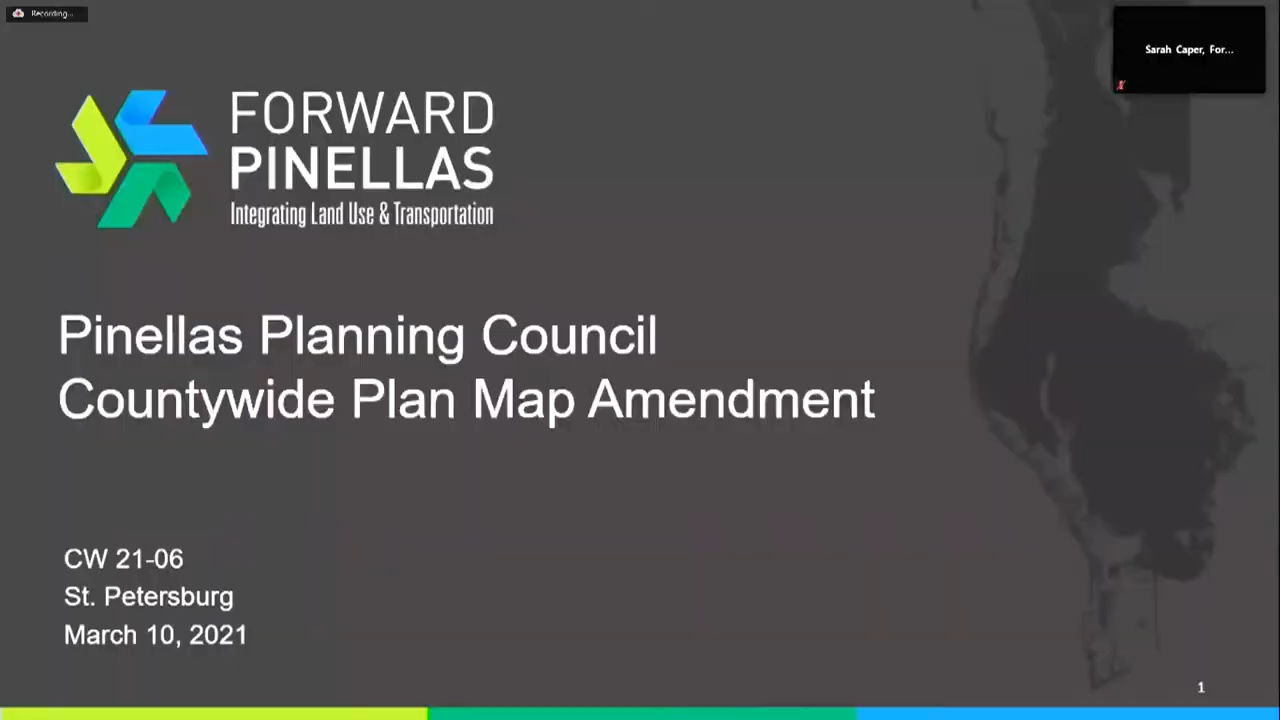 Recording...
Sarah Caper, For...
FORWARD
PINELLAS
Integrating Land Use & Transportation
Pinellas Planning Council
Countywide Plan Map Amendment
CW 21-06
St. Petersburg
March 10, 2021
1